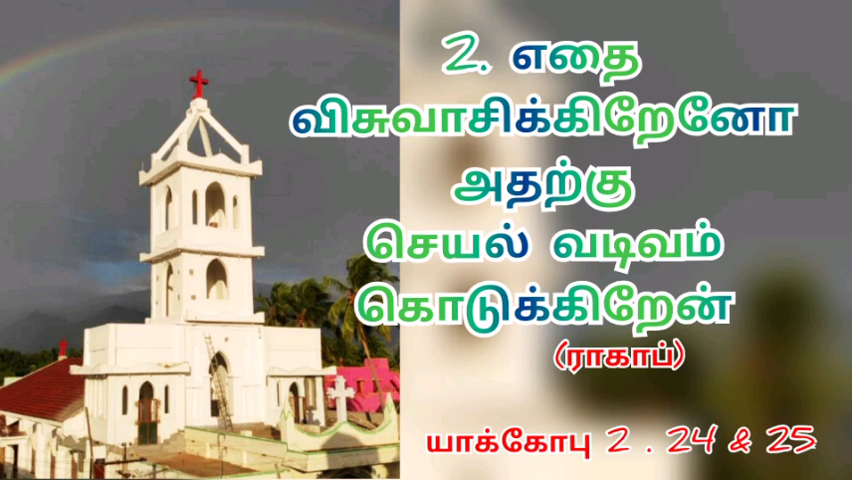 2. எதை
விசுவாசிக்கிறேனோ
அதற்கு
செயல் வடிவம்
கொடுக்கிறேன்
(ராகாப்)
யாக்கோபு 2 . 24 & 25